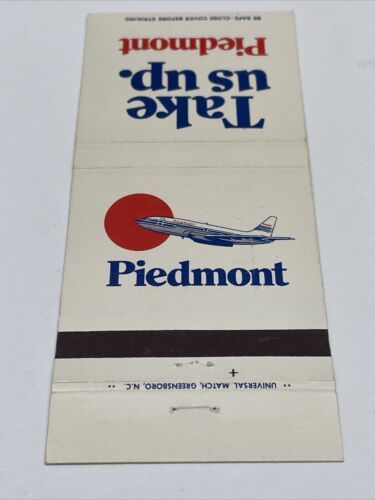 BE SAFE-CLOSE COVER BEFORE STRIKING
Piedmont
Take
us up.
Piedmont
UNIVERSAL MATCH, GREENSBORO, N.C.